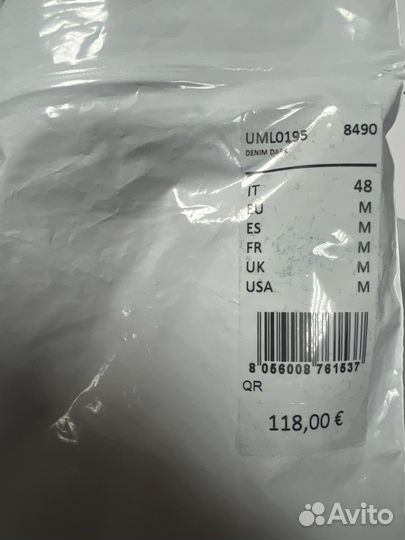 UML0195 8490
DENIM DARK
IT 48
EU M
ES M
FR M
UK M
USA M
8 056008 761537
QR
118,00 €
Avito